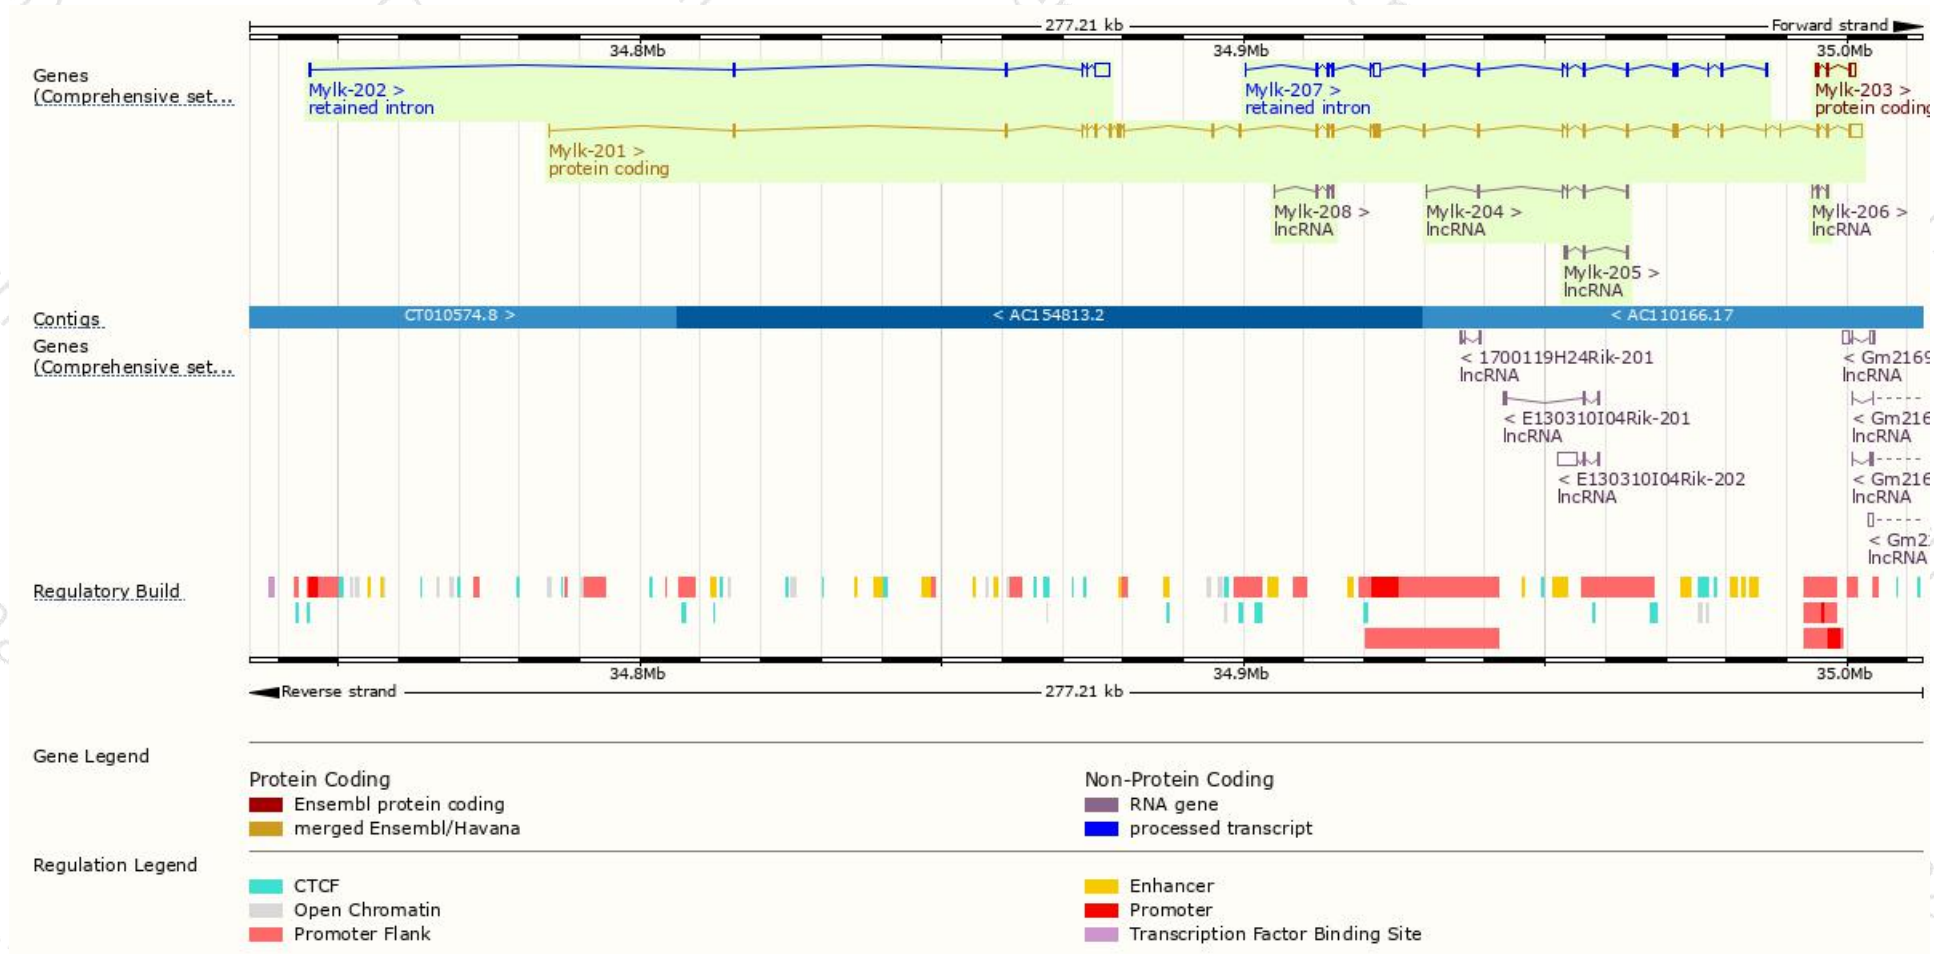 277.21 kb Forward strand
34.8Mb 34.9Mb 35.0Mb
Genes
(Comprehensive set...
Mylk-202 >
retained intron
Mylk-207 >
retained intron
Mylk-203 >
protein coding
Mylk-201 >
protein coding
Mylk-208 >
lncRNA
Mylk-204 >
lncRNA
Mylk-206 >
lncRNA
Mylk-205 >
lncRNA
Contigs
CT010574.8 > < AC154813.2 < AC110166.17
Genes
(Comprehensive set...
< 1700119H24Rik-201
lncRNA
< Gm2169
lncRNA
< E130310I04Rik-201
lncRNA
< Gm216
lncRNA
< E130310I04Rik-202
lncRNA
< Gm216
lncRNA
< Gm2
lncRNA
Regulatory Build
34.8Mb 34.9Mb 35.0Mb
Reverse strand 277.21 kb
Gene Legend
Protein Coding
Ensembl protein coding
merged Ensembl/Havana
Non-Protein Coding
RNA gene
processed transcript
Regulation Legend
CTCF
Open Chromatin
Promoter Flank
Enhancer
Promoter
Transcription Factor Binding Site